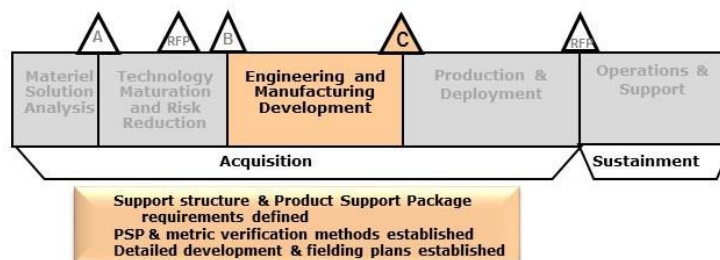 A
RFP
B
C
RFP
Materiel
Solution
Analysis
Technology
Maturation
and Risk
Reduction
Engineering and
Manufacturing
Development
Production &
Deployment
Operations &
Support
Acquisition
Sustainment
Support structure & Product Support Package
requirements defined
PSP & metric verification methods established
Detailed development & fielding plans established